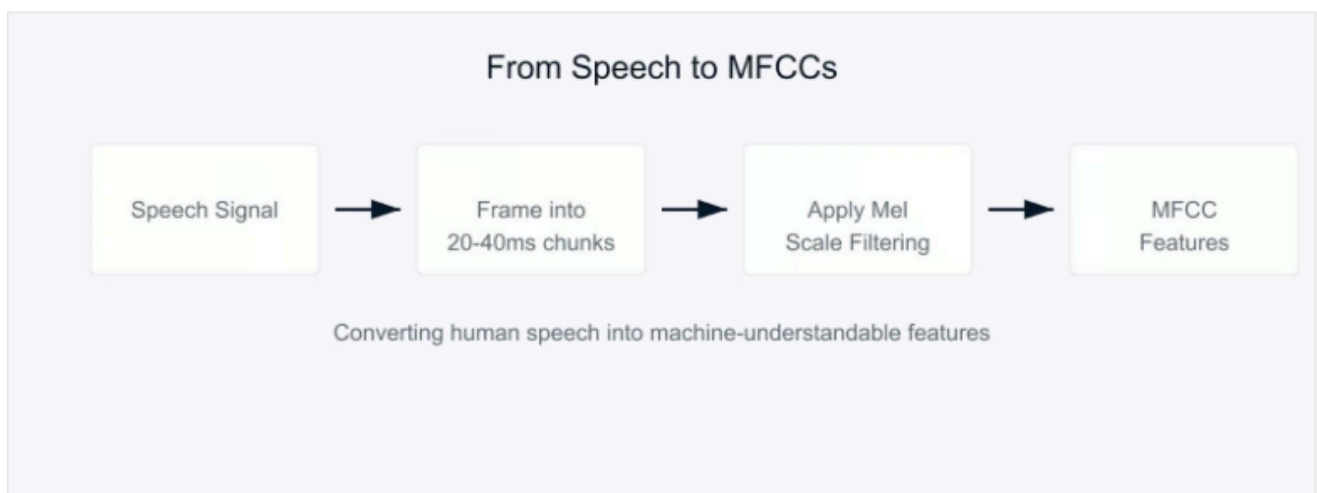 From Speech to MFCCs
Speech Signal
Frame into
20-40ms chunks
Apply Mel
Scale Filtering
MFCC
Features
Converting human speech into machine-understandable features